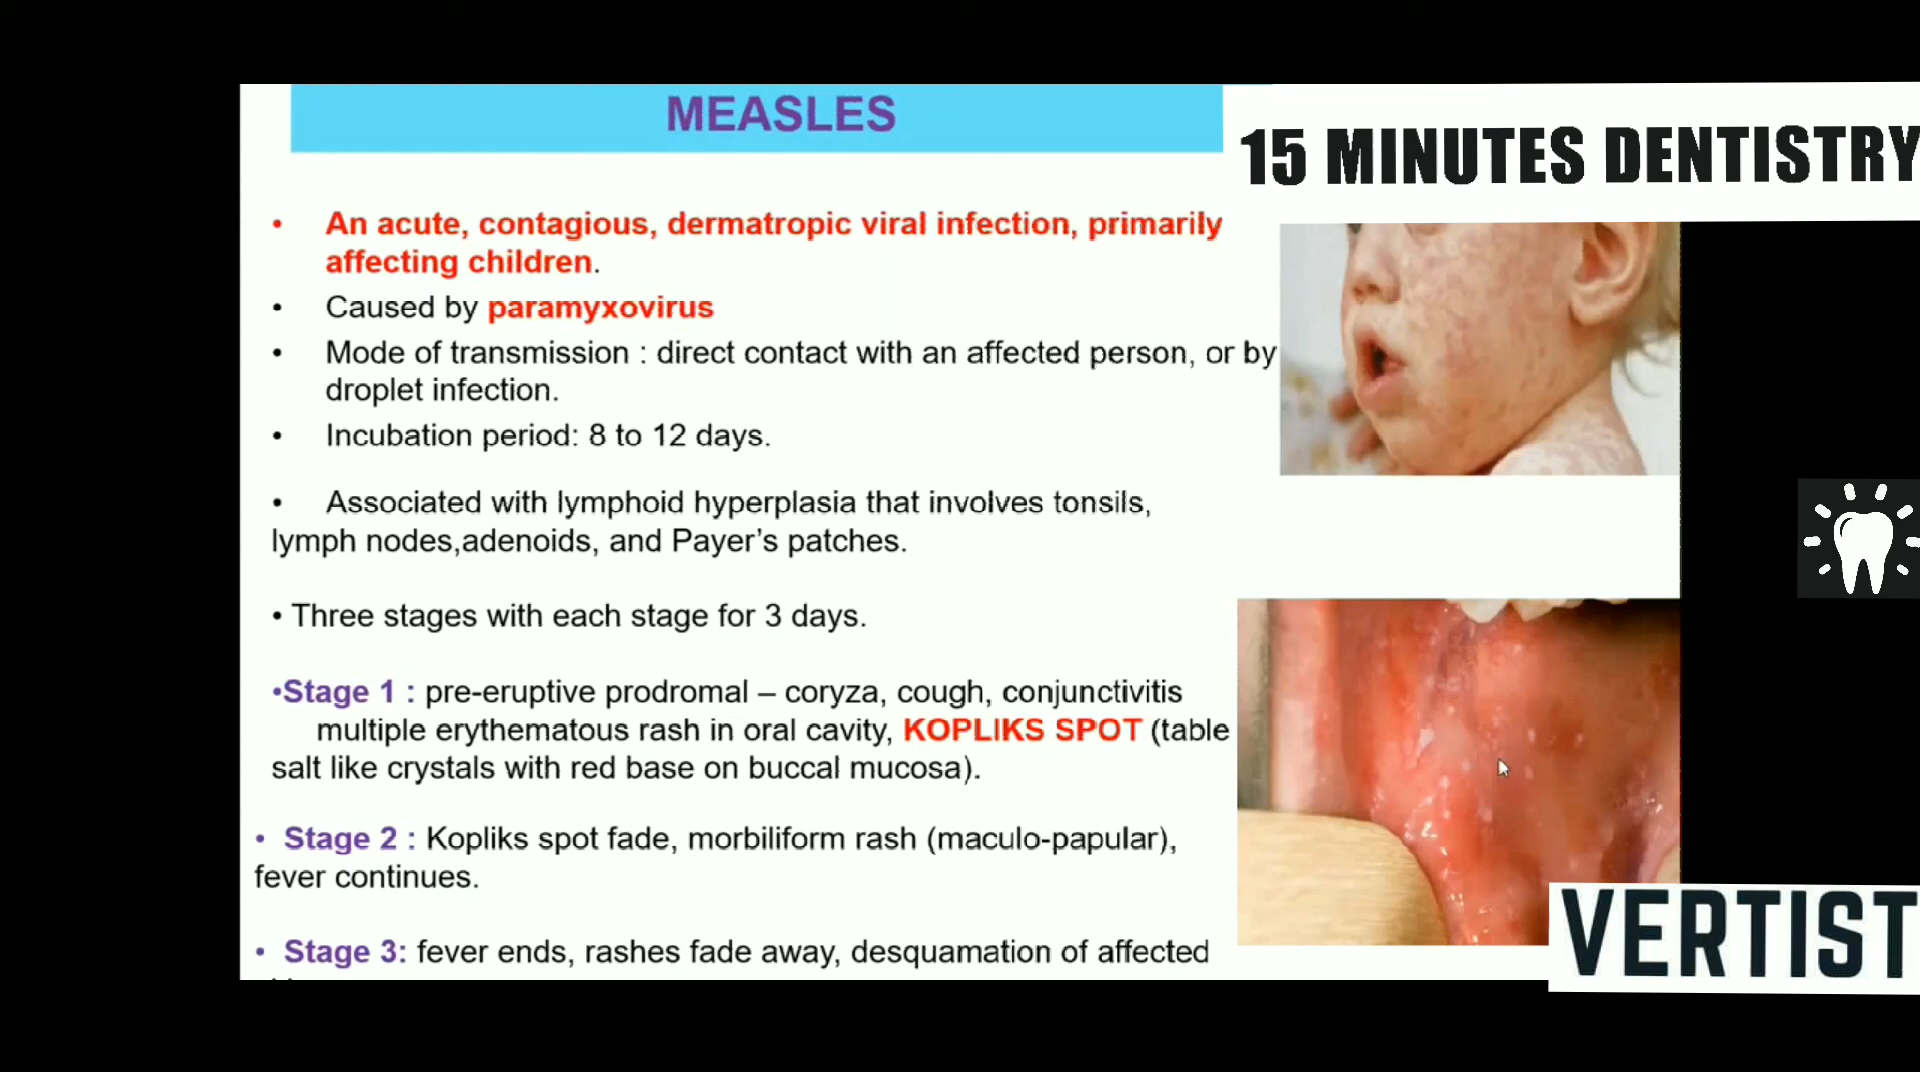 MEASLES
15 MINUTES DENTISTRY
• An acute, contagious, dermatropic viral infection, primarily
affecting children.
• Caused by paramyxovirus
• Mode of transmission : direct contact with an affected person, or by
droplet infection.
• Incubation period: 8 to 12 days.
• Associated with lymphoid hyperplasia that involves tonsils,
lymph nodes,adenoids, and Payer’s patches.
• Three stages with each stage for 3 days.
•Stage 1 : pre-eruptive prodromal – coryza, cough, conjunctivitis
multiple erythematous rash in oral cavity, KOPLIKS SPOT (table
salt like crystals with red base on buccal mucosa).
• Stage 2 : Kopliks spot fade, morbiliform rash (maculo-papular),
fever continues.
• Stage 3: fever ends, rashes fade away, desquamation of affected
VERTIST